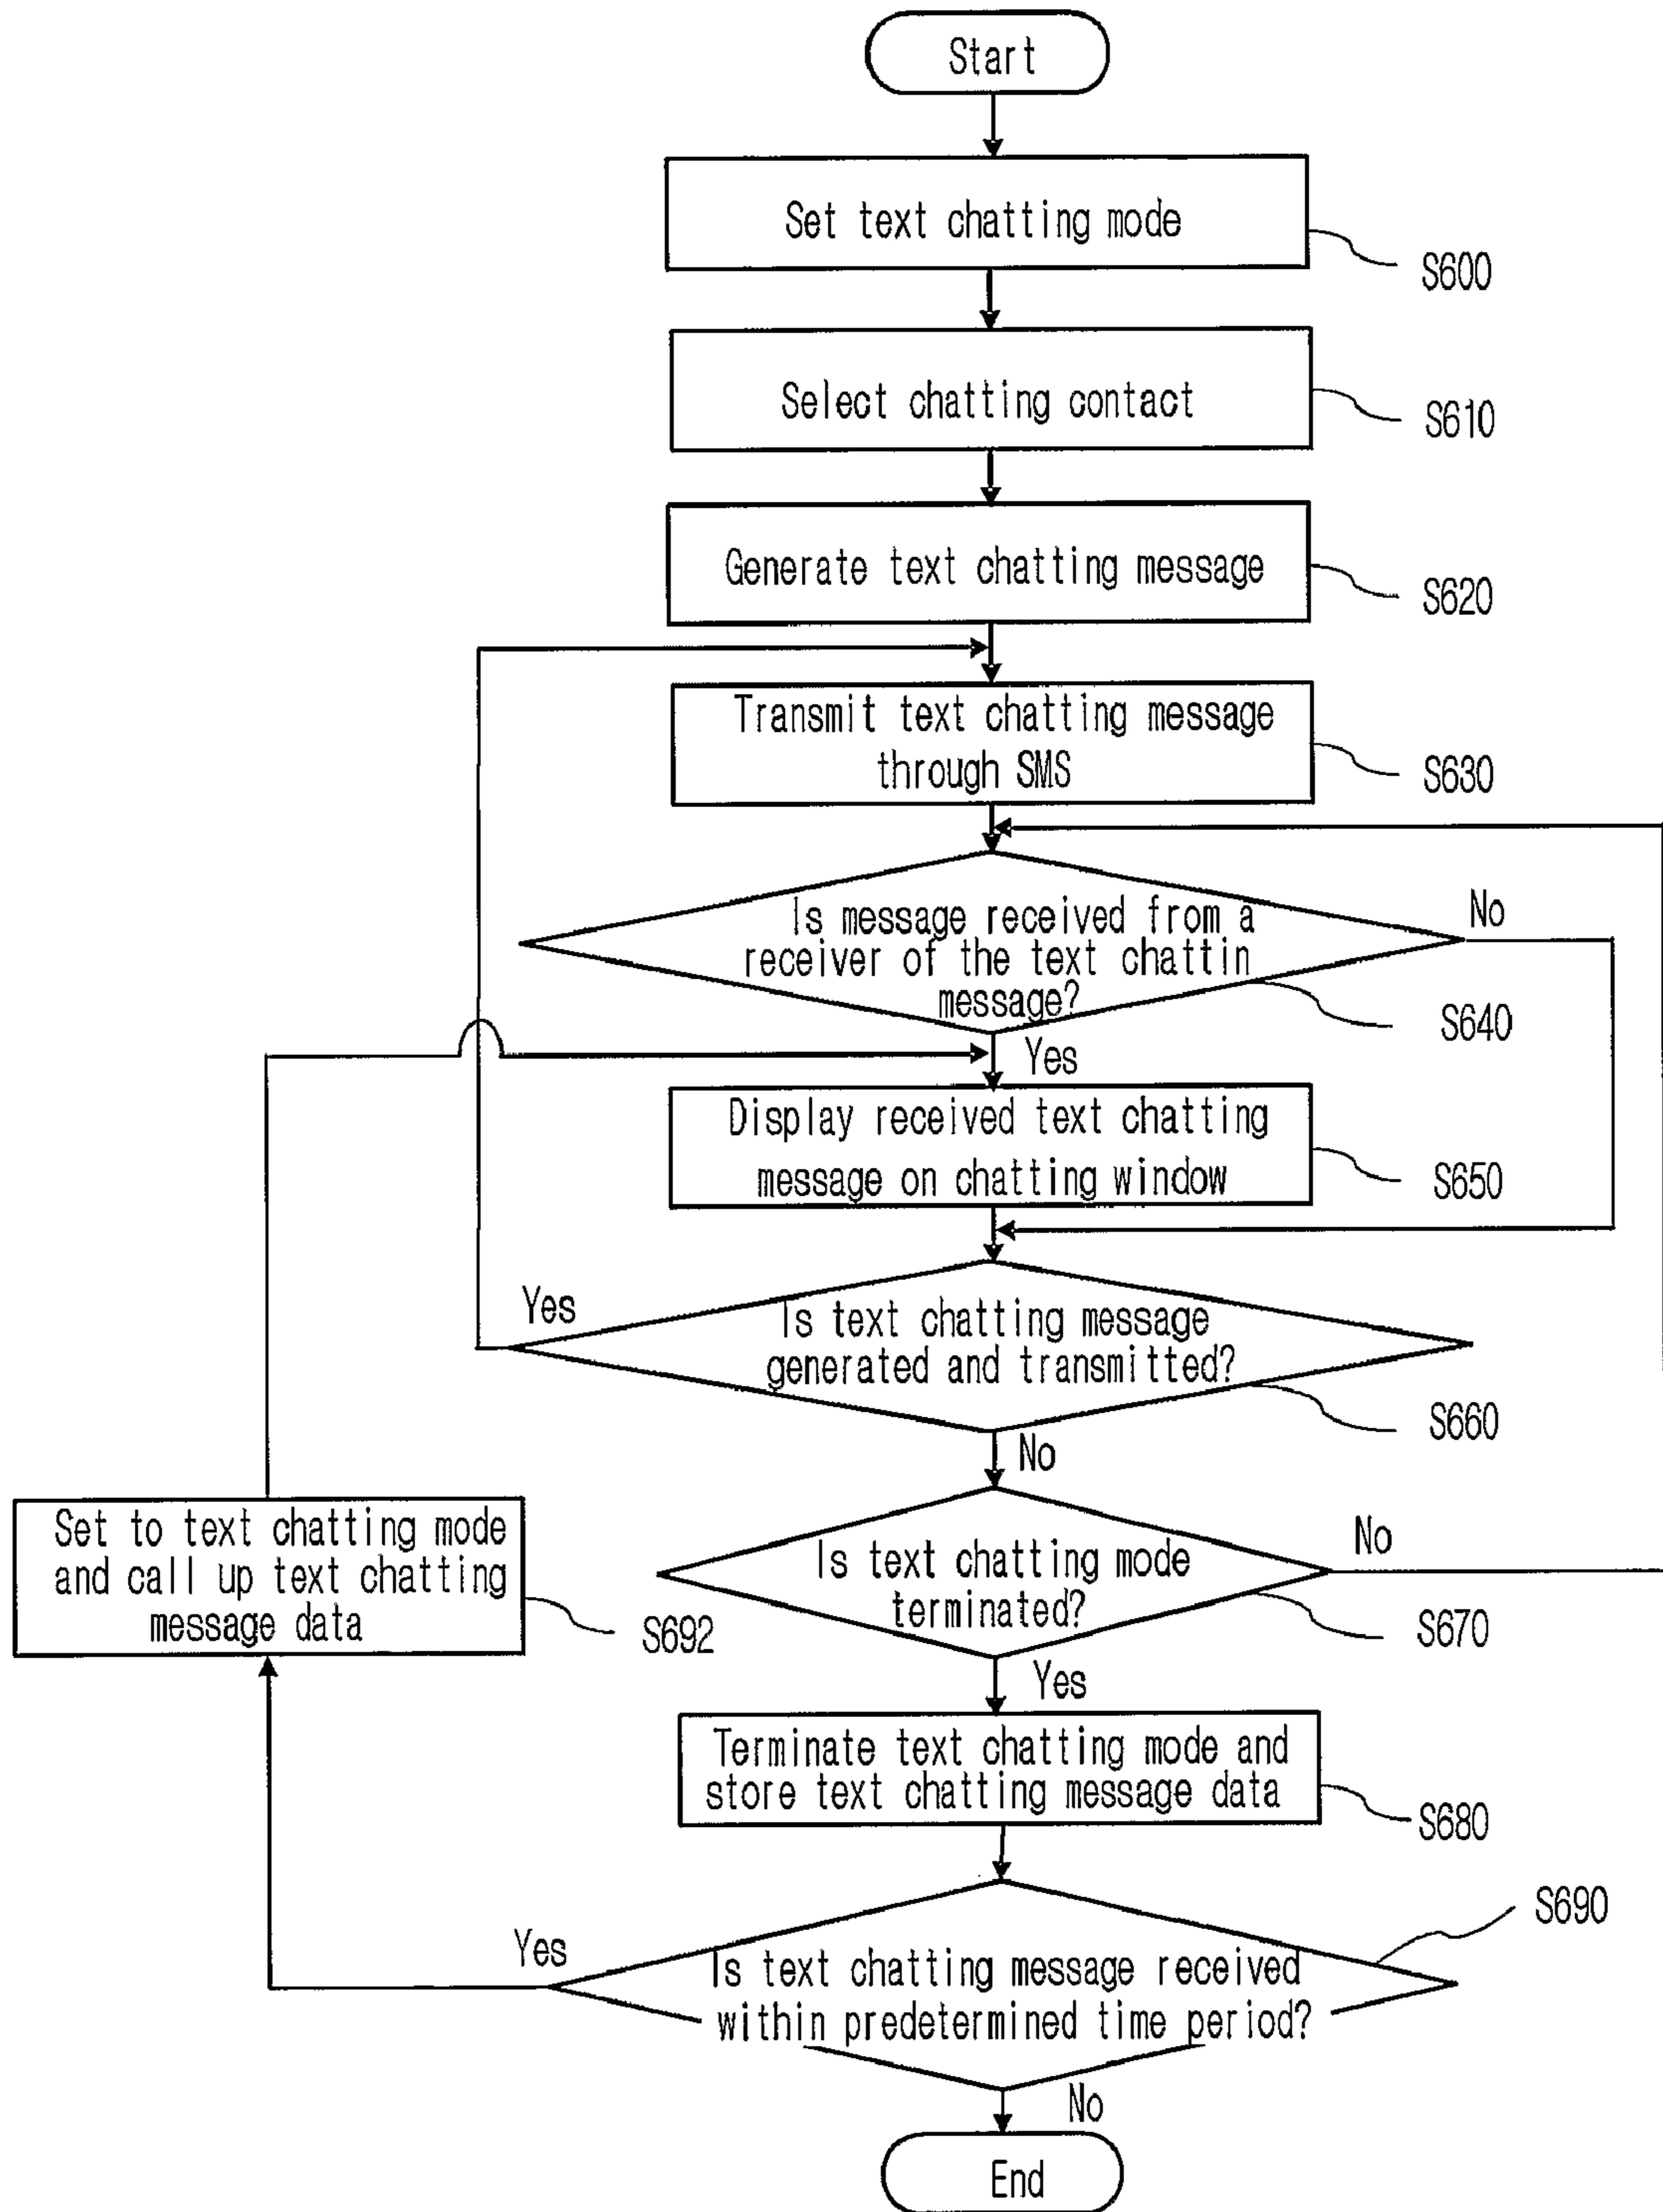 Start
Set text chatting mode
S600
Select chatting contact
S610
Generate text chatting message
S620
Transmit text chatting message
through SMS
S630
Is message received from a
receiver of the text chattin
message?
No
S640
Yes
Display received text chatting
message on chatting window
S650
Yes
Is text chatting message
generated and transmitted?
S660
No
Set to text chatting mode
and call up text chatting
message data
S692
Is text chatting mode
terminated?
No
S670
Yes
Terminate text chatting mode and
store text chatting message data
S680
S690
Yes
Is text chatting message received
within predetermined time period?
No
End